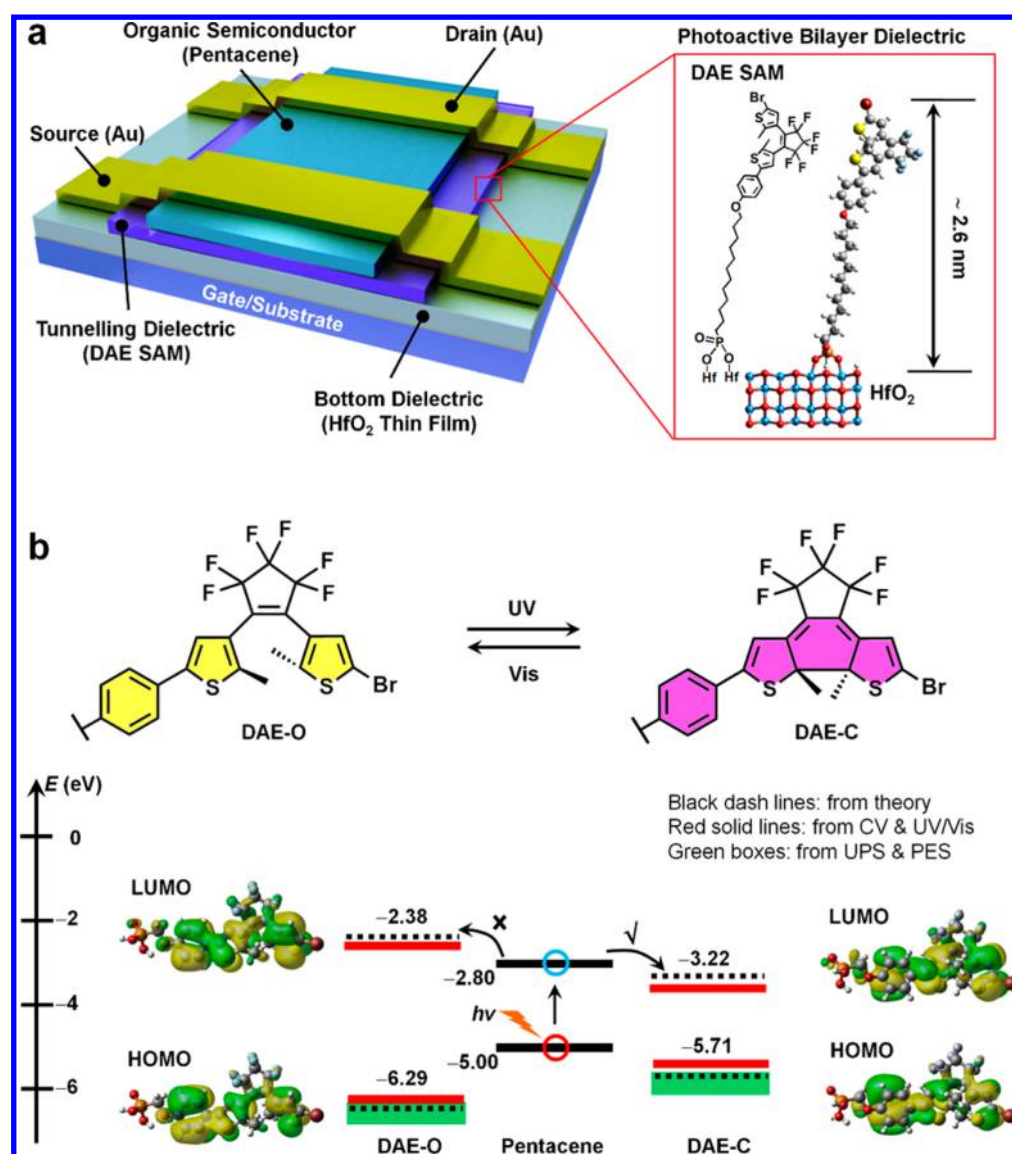 a
Organic Semiconductor
(Pentacene)
Drain (Au)
Source (Au)
Gate/Substrate
Tunnelling Dielectric
(DAE SAM)
Bottom Dielectric
(HfO₂ Thin Film)
Photoactive Bilayer Dielectric
DAE SAM
Br
S
F F
F
F
F F
S
O
O P
O O
Hf Hf
~ 2.6 nm
HfO₂
b
F F
F F
F F
S S
Br
DAE-O
UV
Vis
F F
F F
F F
S S
Br
DAE-C
E (eV)
0
−2
−4
−6
Black dash lines: from theory
Red solid lines: from CV & UV/Vis
Green boxes: from UPS & PES
LUMO
−2.38
×
√
−3.22
LUMO
−2.80
hν
HOMO
−6.29
−5.00
−5.71
HOMO
DAE-O
Pentacene
DAE-C